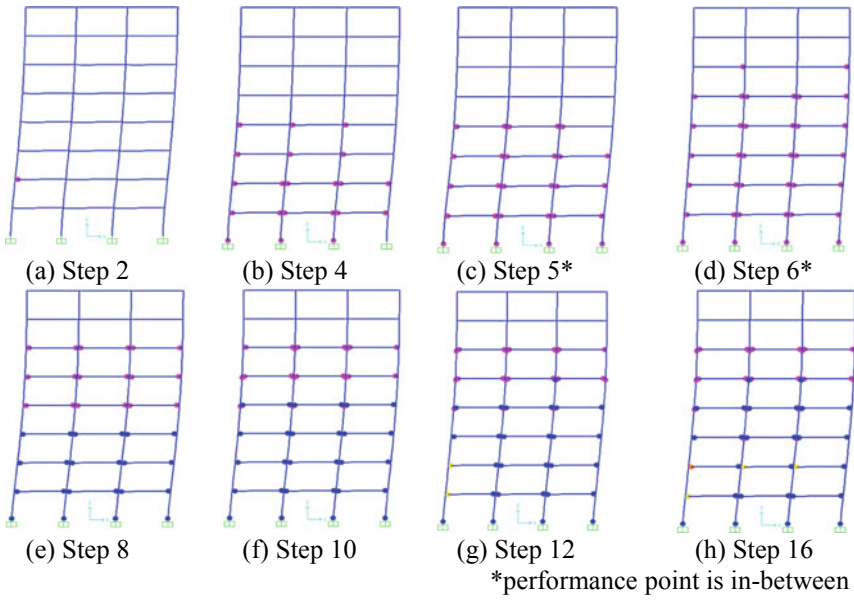 (a) Step 2 (b) Step 4 (c) Step 5* (d) Step 6*
(e) Step 8 (f) Step 10 (g) Step 12 (h) Step 16
*performance point is in-between